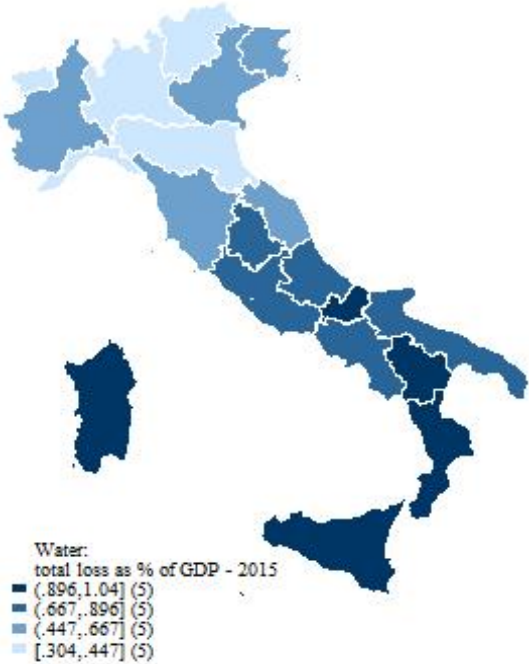 Water:
total loss as % of GDP - 2015
(.896,1.04] (5)
(.667,.896] (5)
(.447,.667] (5)
[.304,.447] (5)